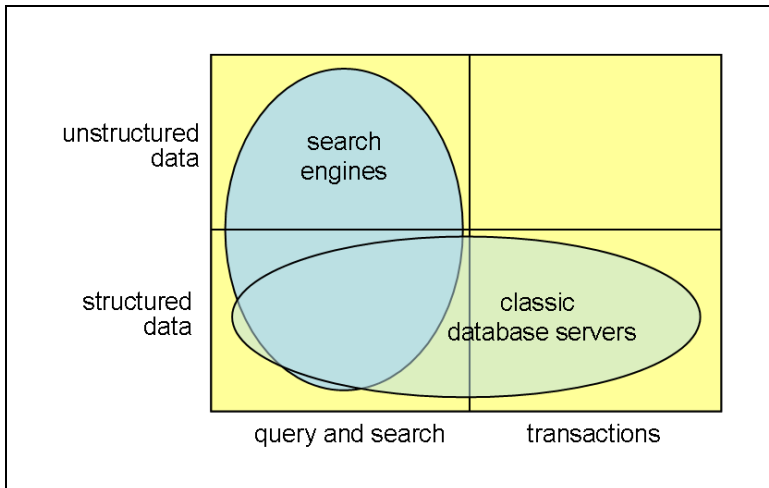 unstructured
data
search
engines
structured
data
classic
database servers
query and search
transactions